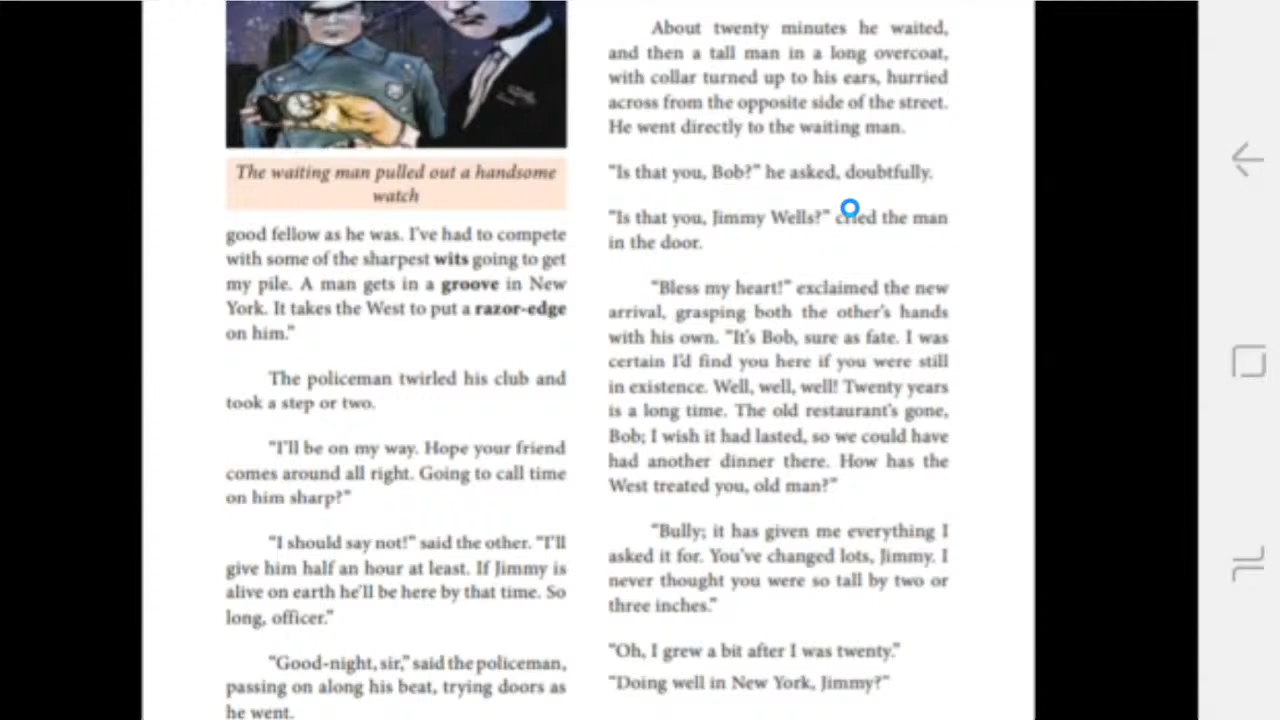 The waiting man pulled out a handsome
watch
good fellow as he was. I've had to compete
with some of the sharpest wits going to get
my pile. A man gets in a groove in New
York. It takes the West to put a razor-edge
on him."
The policeman twirled his club and
took a step or two.
"I'll be on my way. Hope your friend
comes around all right. Going to call time
on him sharp?"
"I should say not!" said the other. "I'll
give him half an hour at least. If Jimmy is
alive on earth he'll be here by that time. So
long, officer."
"Good-night, sir," said the policeman,
passing on along his beat, trying doors as
he went.
About twenty minutes he waited,
and then a tall man in a long overcoat,
with collar turned up to his ears, hurried
across from the opposite side of the street.
He went directly to the waiting man.
"Is that you, Bob?" he asked, doubtfully.
"Is that you, Jimmy Wells?" cried the man
in the door.
"Bless my heart!" exclaimed the new
arrival, grasping both the other's hands
with his own. "It's Bob, sure as fate. I was
certain I'd find you here if you were still
in existence. Well, well, well! Twenty years
is a long time. The old restaurant's gone,
Bob; I wish it had lasted, so we could have
had another dinner there. How has the
West treated you, old man?"
"Bully; it has given me everything I
asked it for. You've changed lots, Jimmy. I
never thought you were so tall by two or
three inches."
"Oh, I grew a bit after I was twenty."
"Doing well in New York, Jimmy?"